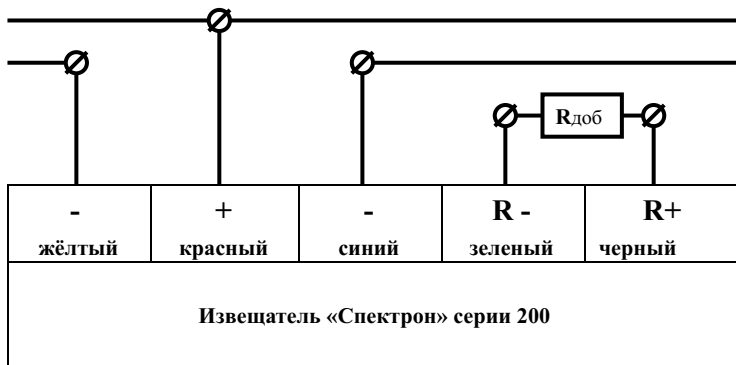 Rдоб
- + - R - R+
жёлтый красный синий зеленый черный
Извещатель «Спектрон» серии 200